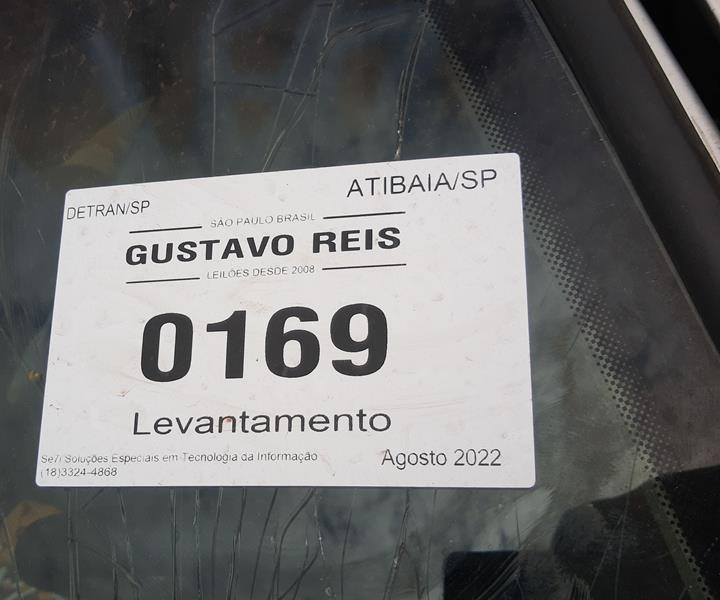 DETRAN/SP
ATIBAIA/SP
SÃO PAULO BRASIL
GUSTAVO REIS
LEILÕES DESDE 2008
0169
Levantamento
Se7i Soluções Especiais em Tecnologia da Informação
(18)3324-4868
Agosto 2022